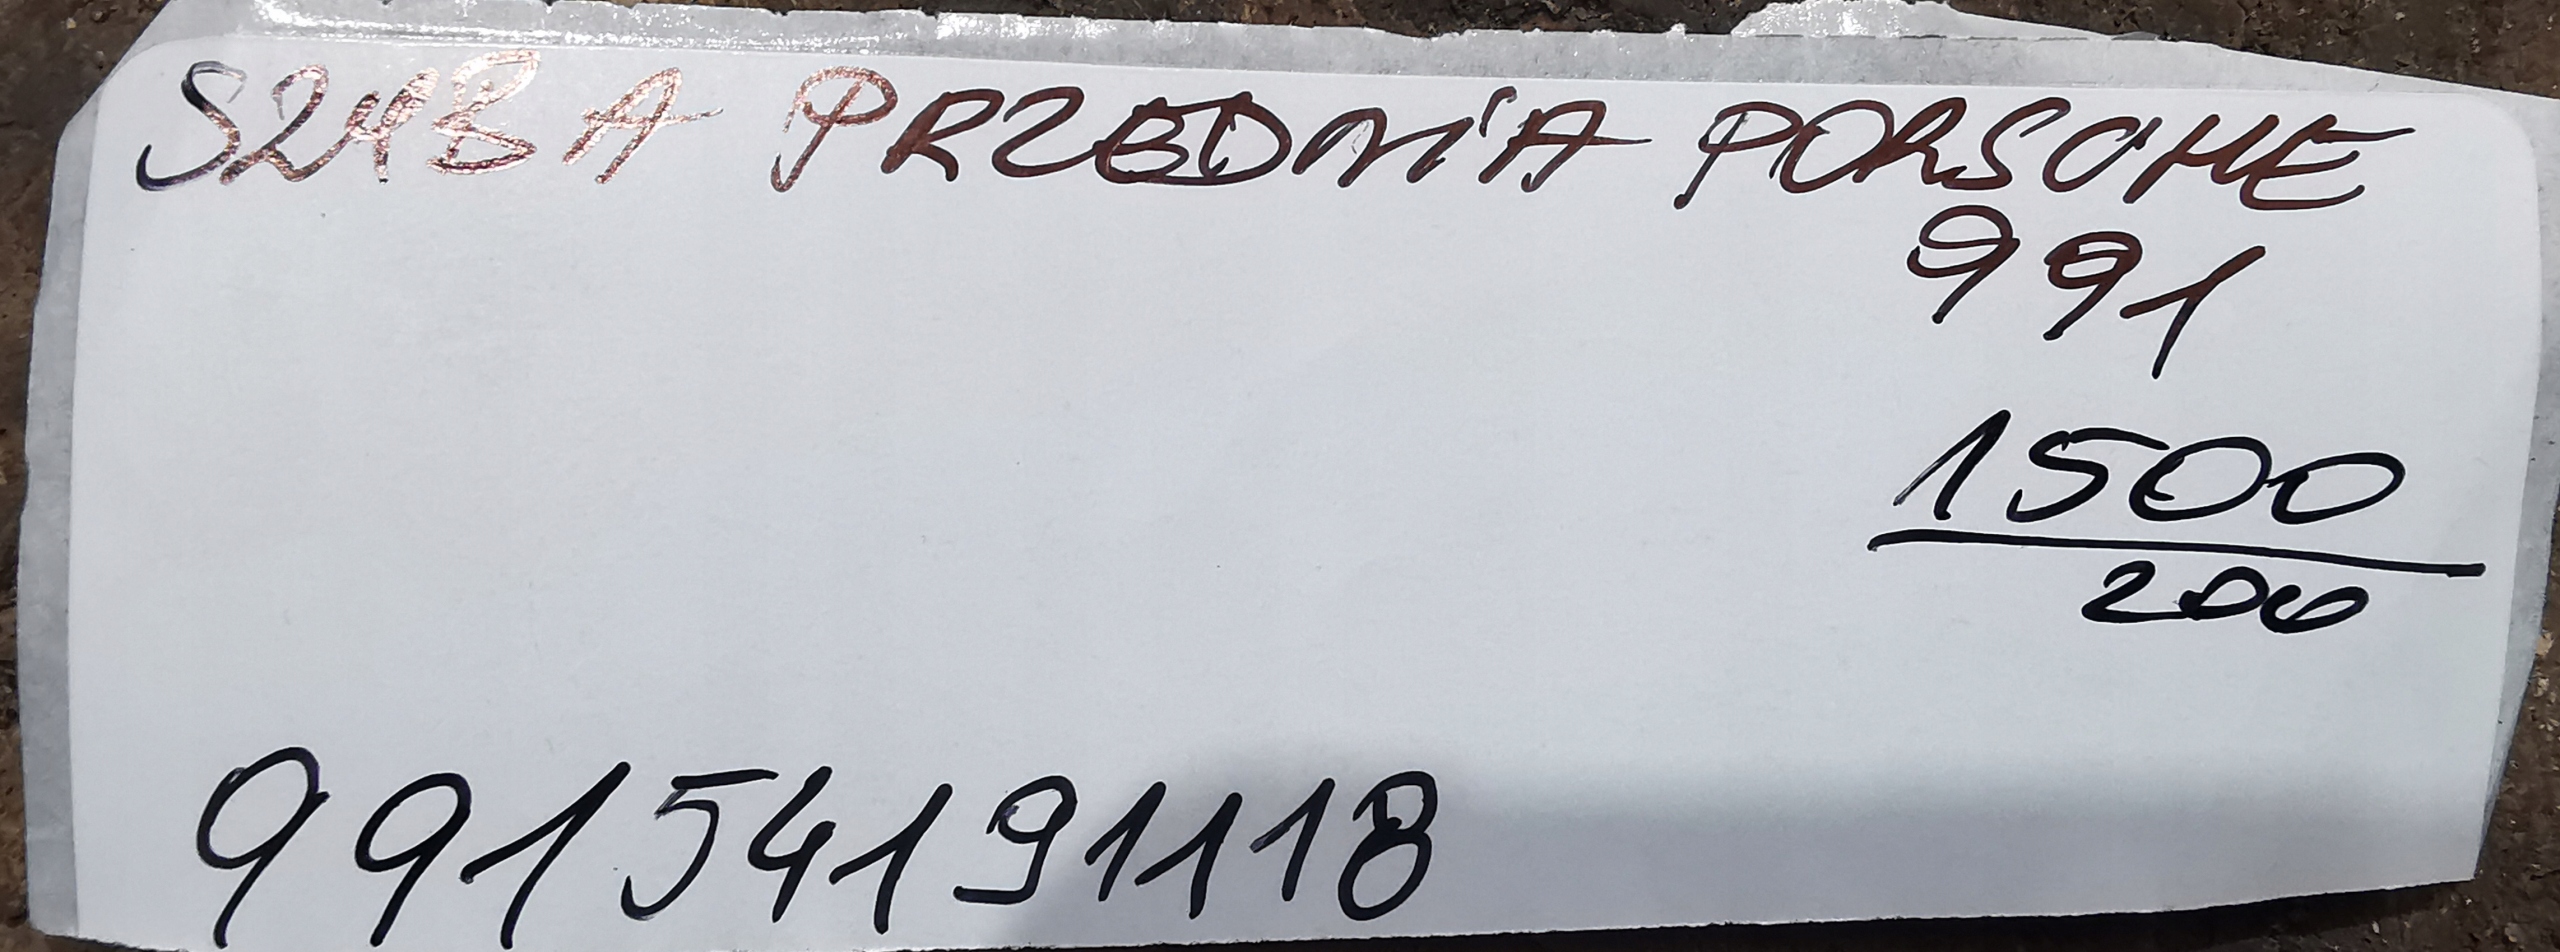 SZYBA PRZEDNIA PORSCHE
991
1500
200
99154191118